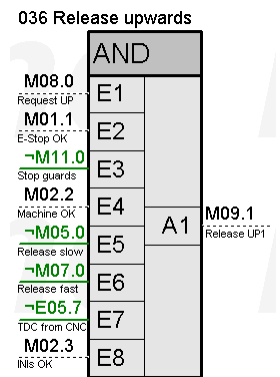 036 Release upwards
AND
M08.0 E1
Request UP
M01.1 E2
E-Stop OK
¬M11.0 E3
Stop guards
M02.2 E4
Machine OK
A1 M09.1
Release UP1
¬M05.0 E5
Release slow
¬M07.0 E6
Release fast
¬E05.7 E7
TDC from CNC
M02.3 E8
INIs OK